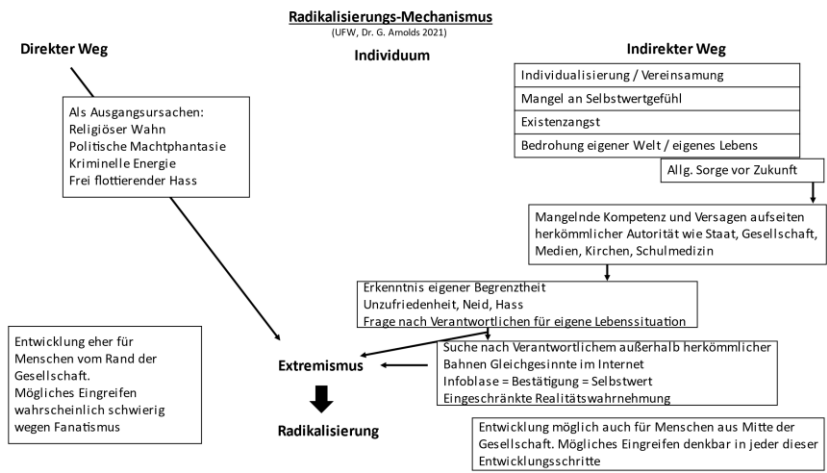 Radikalisierungs-Mechanismus
(UFW, Dr. G. Arnolds 2021)
Direkter Weg
Individuum
Indirekter Weg
Als Ausgangsursachen:
Religiöser Wahn
Politische Machtphantasie
Kriminelle Energie
Frei flottierender Hass
Individualisierung / Vereinsamung
Mangel an Selbstwertgefühl
Existenzangst
Bedrohung eigener Welt / eigenes Lebens
Allg. Sorge vor Zukunft
Mangelnde Kompetenz und Versagen aufseiten
herkömmlicher Autorität wie Staat, Gesellschaft,
Medien, Kirchen, Schulmedizin
Erkenntnis eigener Begrenztheit
Unzufriedenheit, Neid, Hass
Frage nach Verantwortlichen für eigene Lebenssituation
Suche nach Verantwortlichem außerhalb herkömmlicher
Bahnen Gleichgesinnte im Internet
Infoblase = Bestätigung = Selbstwert
Eingeschränkte Realitätswahrnehmung
Entwicklung eher für
Menschen vom Rand der
Gesellschaft.
Mögliches Eingreifen
wahrscheinlich schwierig
wegen Fanatismus
Extremismus
Radikalisierung
Entwicklung möglich auch für Menschen aus Mitte der
Gesellschaft. Mögliches Eingreifen denkbar in jeder dieser
Entwicklungsschritte